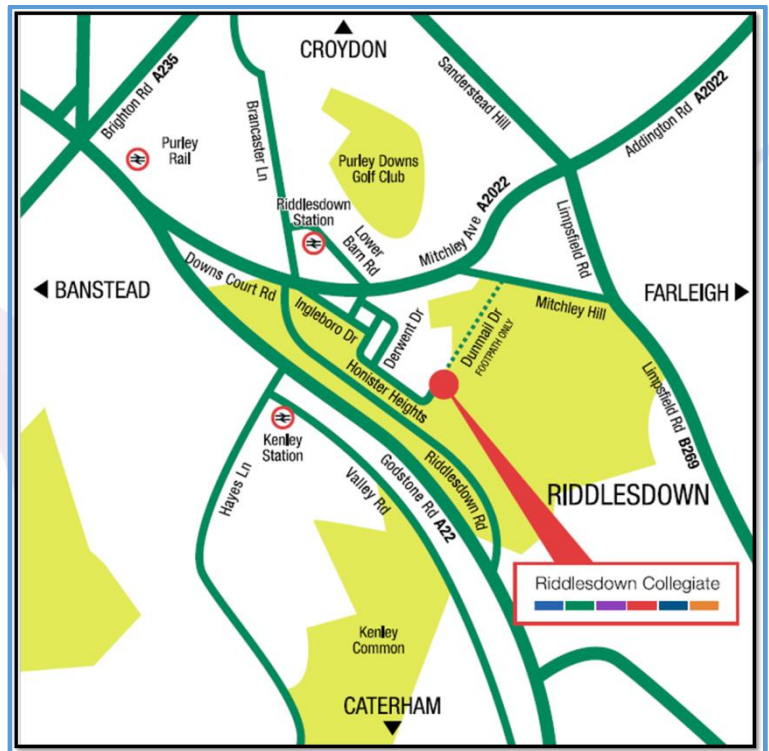 CROYDON
Brighton Rd A235
Purley
Rail
Brancaster Ln
Sanderstead Hill
Addington Rd A2022
Purley Downs
Golf Club
Riddlesdown
Station
Lower
Barn Rd
Mitchley Ave A2022
Limpsfield Rd
BANSTEAD
Downs Court Rd
Ingleboro Dr
Derwent Dr
Dunmail Dr
FOOTPATH ONLY
Mitchley Hill
FARLEIGH
Honister Heights
Limpsfield Rd B269
Kenley
Station
Hayes Ln
Valley Rd
Godstone Rd A22
Riddlesdown Rd
RIDDLESDOWN
Riddlesdown Collegiate
Kenley
Common
CATERHAM